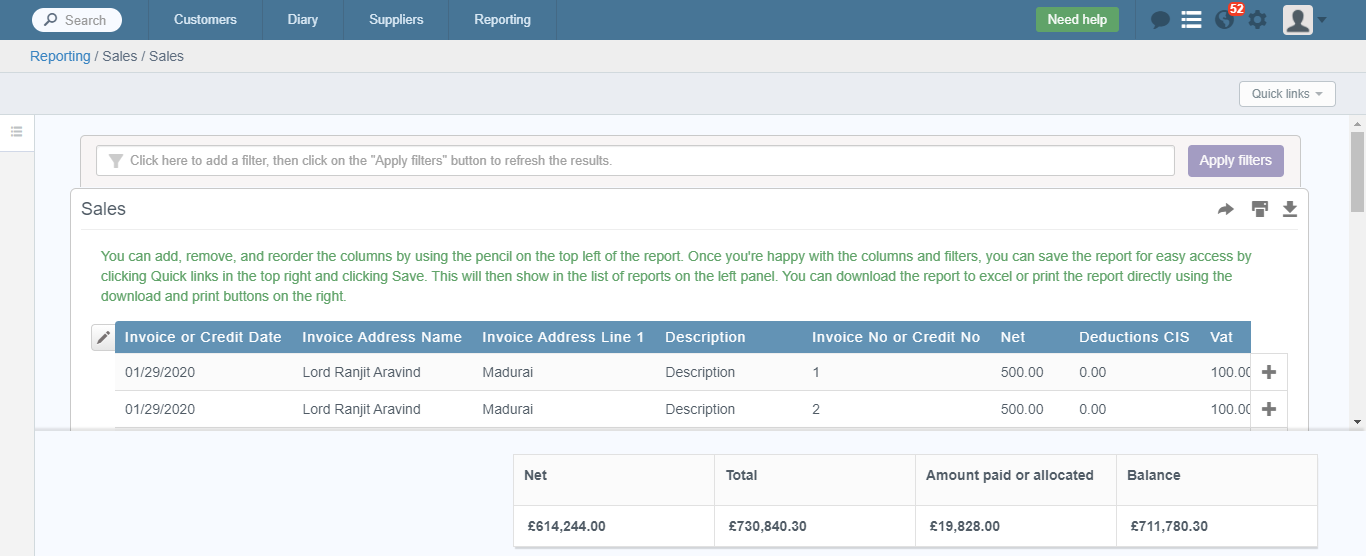 Search Customers Diary Suppliers Reporting Need help 52
Reporting / Sales / Sales
Quick links
Click here to add a filter, then click on the "Apply filters" button to refresh the results. Apply filters
Sales
You can add, remove, and reorder the columns by using the pencil on the top left of the report. Once you're happy with the columns and filters, you can save the report for easy access by
clicking Quick links in the top right and clicking Save. This will then show in the list of reports on the left panel. You can download the report to excel or print the report directly using the
download and print buttons on the right.
Invoice or Credit Date Invoice Address Name Invoice Address Line 1 Description Invoice No or Credit No Net Deductions CIS Vat
01/29/2020 Lord Ranjit Aravind Madurai Description 1 500.00 0.00 100.00
01/29/2020 Lord Ranjit Aravind Madurai Description 2 500.00 0.00 100.00
Net Total Amount paid or allocated Balance
£614,244.00 £730,840.30 £19,828.00 £711,780.30